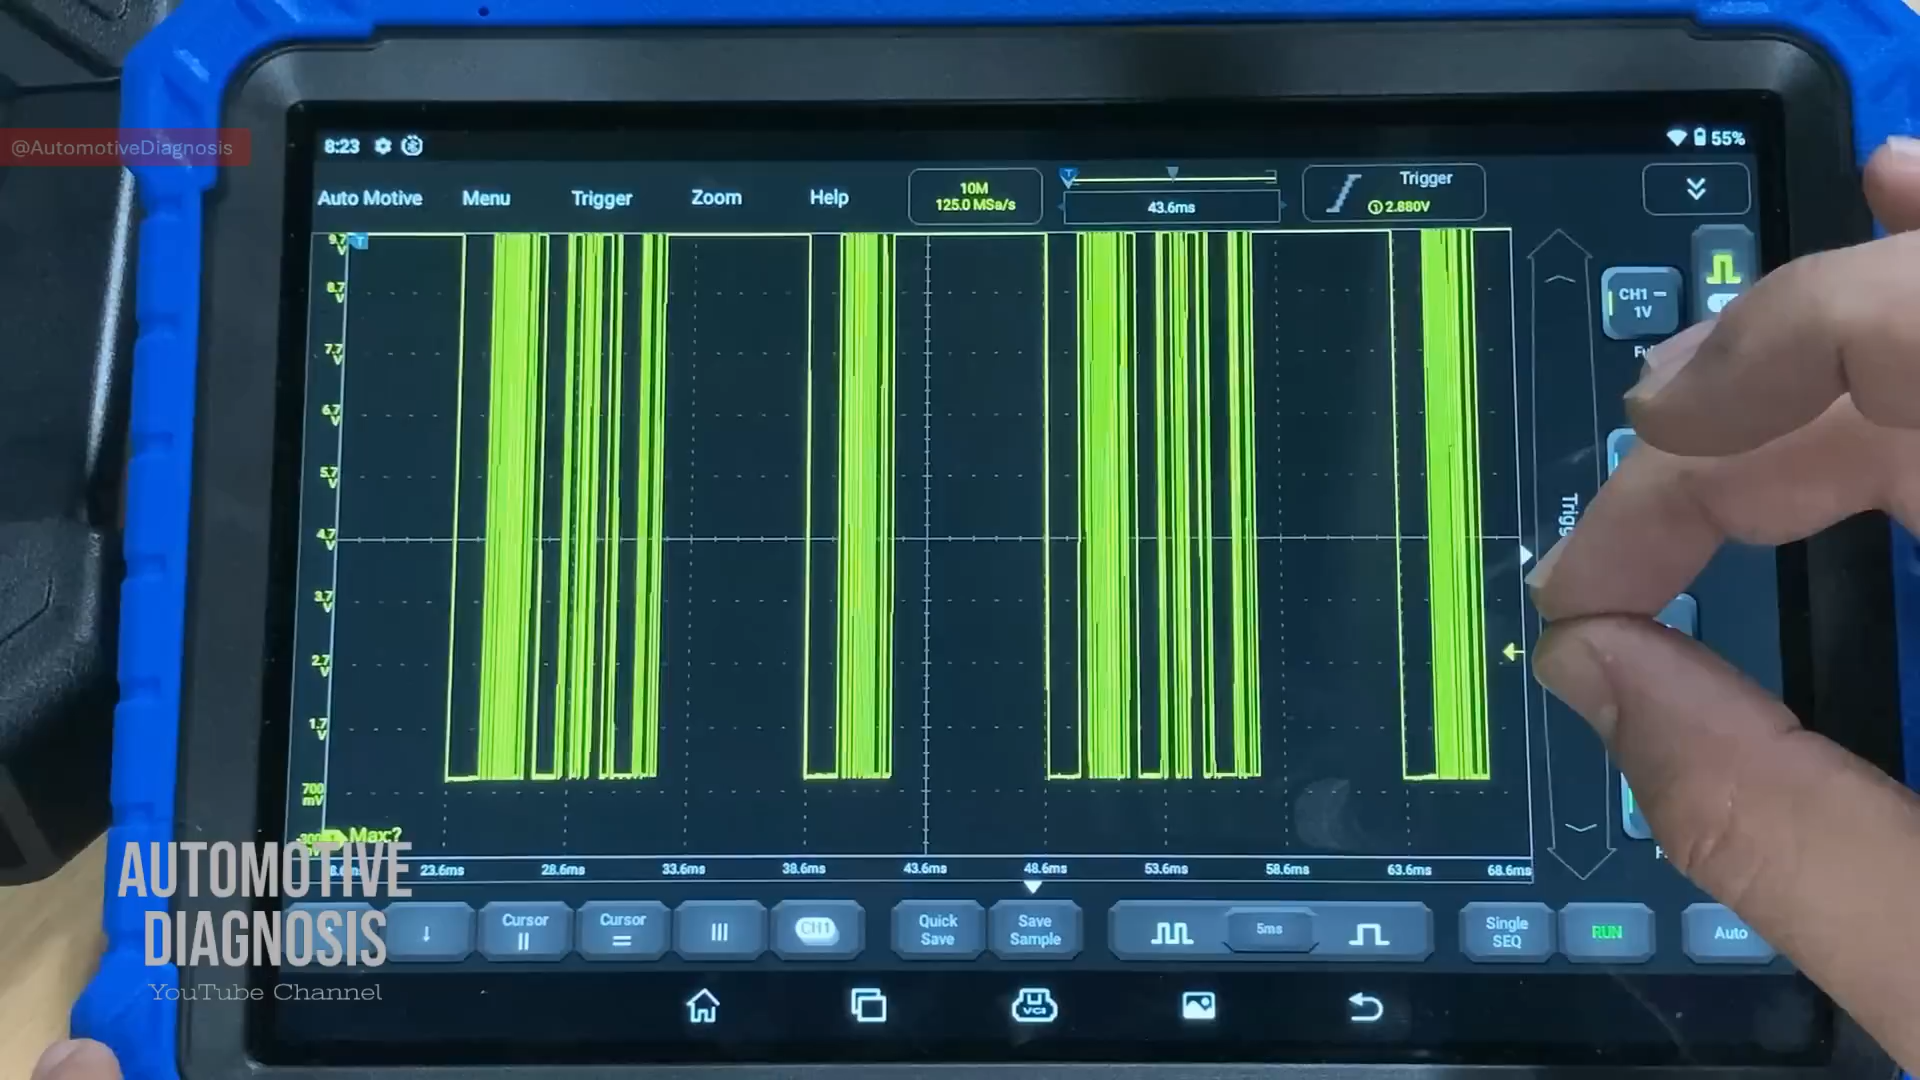 @AutomotiveDiagnosis
8:23
55%
Auto Motive
Menu
Trigger
Zoom
Help
10M
125.0 MSa/s
T
43.6ms
Trigger
1 2.880V
9.7
V
T
8.7
V
7.7
V
6.7
V
5.7
V
4.7
V
3.7
V
2.7
V
1.7
V
700
mV
Max:?
CH1
1V
23.6ms
28.6ms
33.6ms
38.6ms
43.6ms
48.6ms
53.6ms
58.6ms
63.6ms
68.6ms
Cursor
Cursor
CH1
Quick
Save
Save
Sample
5ms
Single
SEQ
RUN
Auto
VCI
AUTOMOTIVE
DIAGNOSIS
YouTube Channel